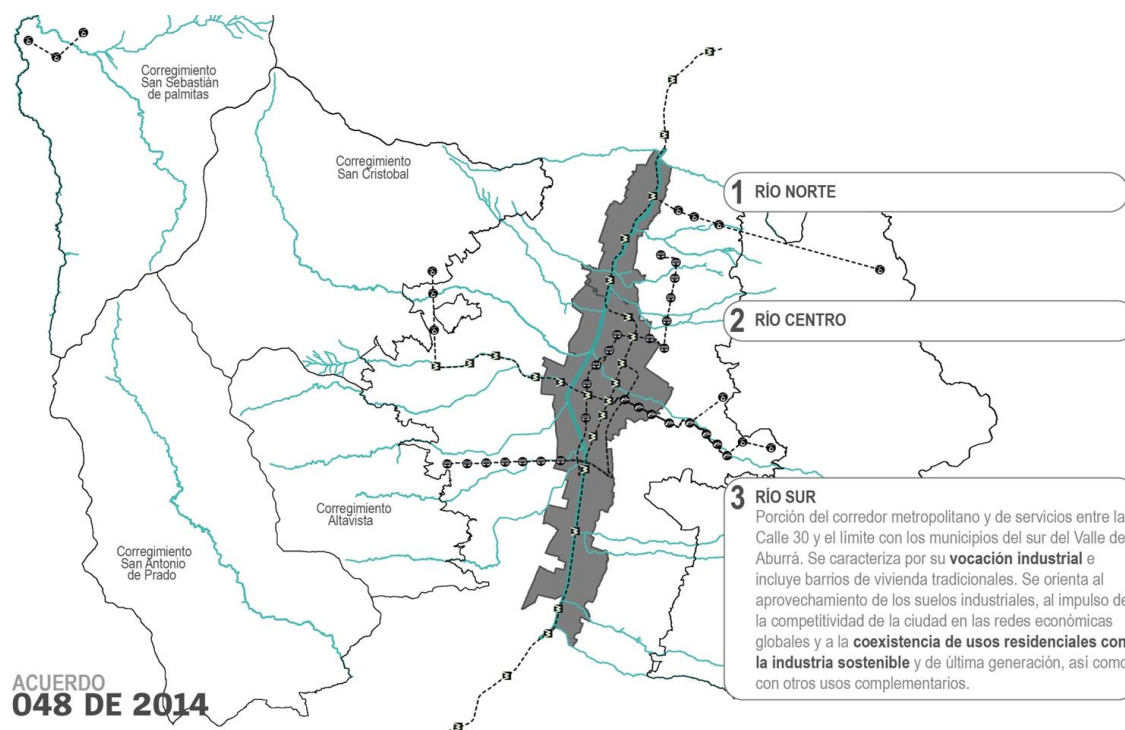 Corregimiento
San Sebastián
de palmitas
Corregimiento
San Cristobal
1 RÍO NORTE
2 RÍO CENTRO
3 RÍO SUR
Porción del corredor metropolitano y de servicios entre la
Calle 30 y el límite con los municipios del sur del Valle de
Aburrá. Se caracteriza por su vocación industrial e
incluye barrios de vivienda tradicionales. Se orienta al
aprovechamiento de los suelos industriales, al impulso de
la competitividad de la ciudad en las redes económicas
globales y a la coexistencia de usos residenciales con
la industria sostenible y de última generación, así como
con otros usos complementarios.
Corregimiento
Altavista
Corregimiento
San Antonio
de Prado
ACUERDO
048 DE 2014